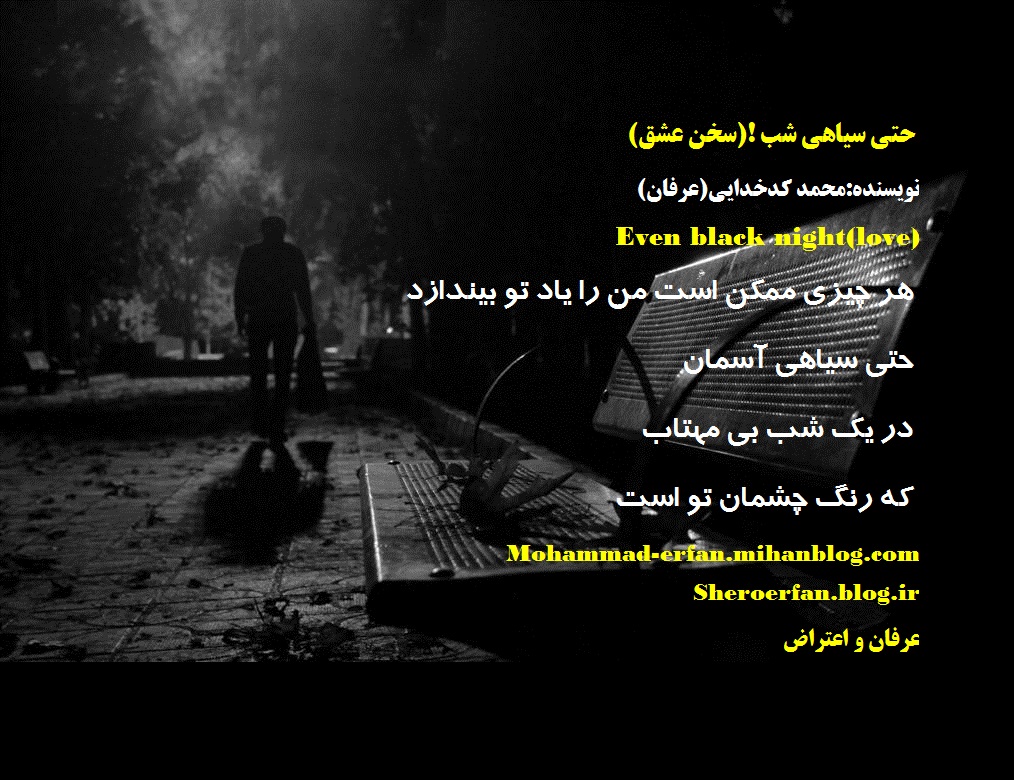 حتی سیاهی شب !(سخن عشق)
نویسنده:محمد کدخدایی(عرفان)
Even black night(love)
هر چیزی ممکن است من را یاد تو بیندازد
حتی سیاهی آسمان
در یک شب بی مهتاب
که رنگ چشمان تو است
Mohammad-erfan.mihanblog.com
Sheroerfan.blog.ir
عرفان و اعتراض